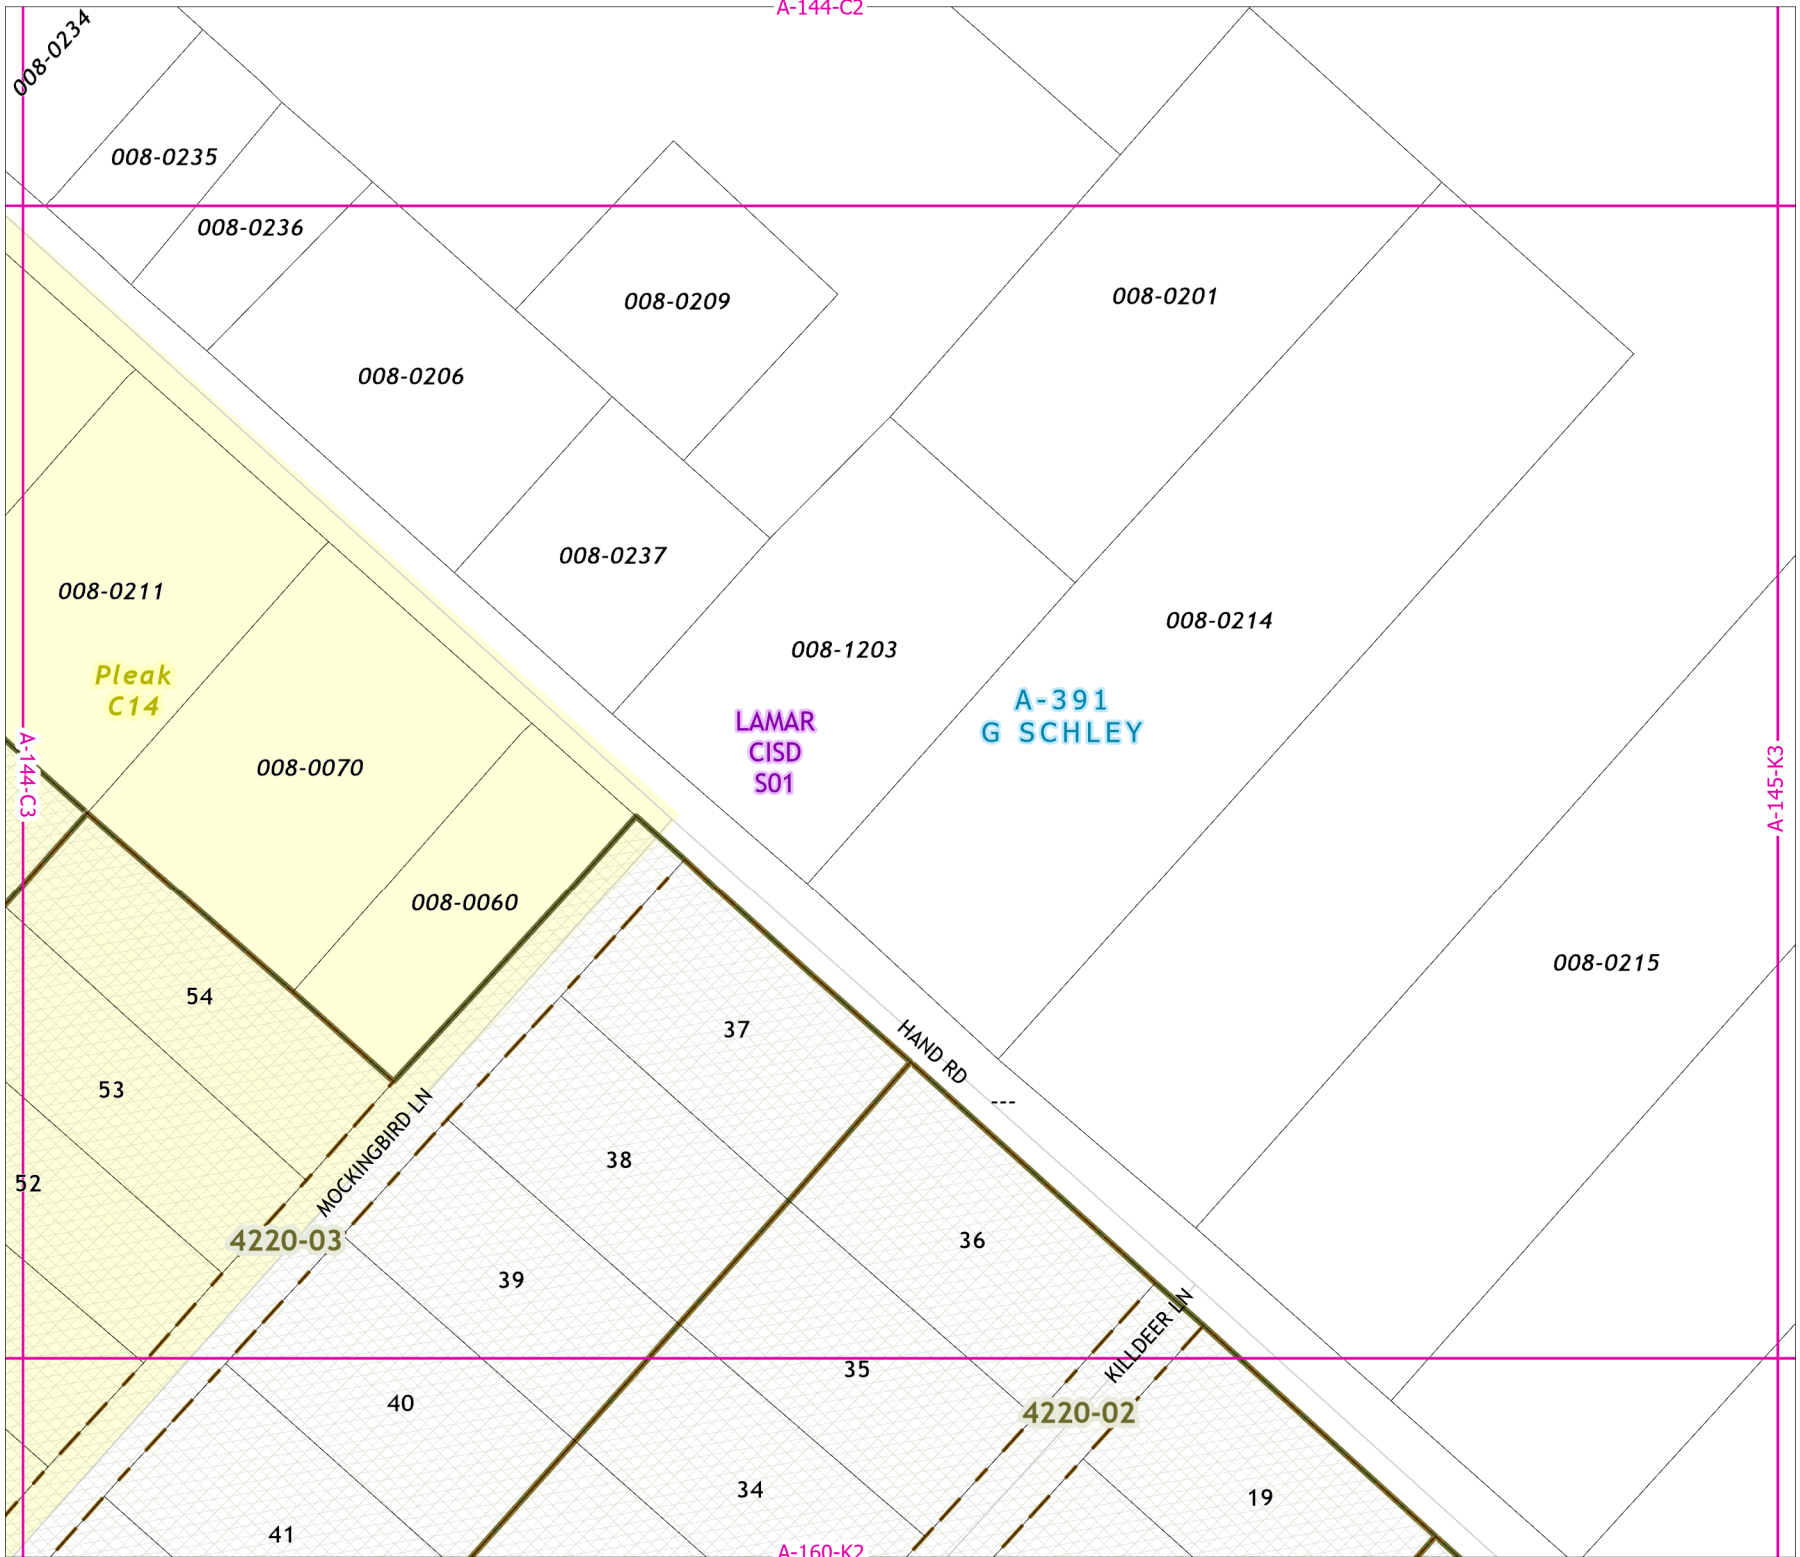 A-144-C2
008-0234
008-0235
008-0236
008-0209
008-0201
008-0206
008-0237
008-0211
008-0214
008-1203
Pleak
C14
A-391
G SCHLEY
LAMAR
CISD
S01
A-144-C3
A-145-K3
008-0070
008-0060
008-0215
54
37
HAND RD
---
53
MOCKINGBIRD LN
38
52
4220-03
36
39
KILLDEER LN
35
40
4220-02
34
19
41
A-160-K2